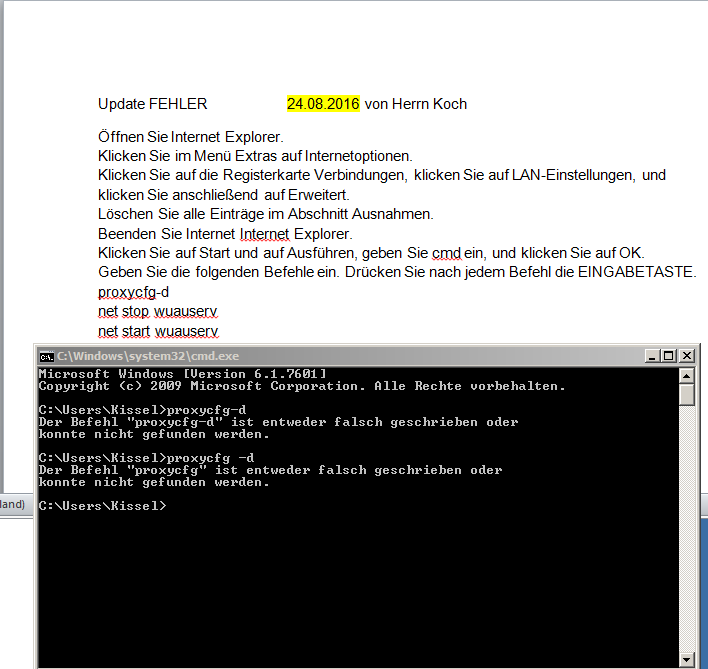 Update FEHLER 24.08.2016 von Herrn Koch
Öffnen Sie Internet Explorer.
Klicken Sie im Menü Extras auf Internetoptionen.
Klicken Sie auf die Registerkarte Verbindungen, klicken Sie auf LAN-Einstellungen, und
klicken Sie anschließend auf Erweitert.
Löschen Sie alle Einträge im Abschnitt Ausnahmen.
Beenden Sie Internet Internet Explorer.
Klicken Sie auf Start und auf Ausführen, geben Sie cmd ein, und klicken Sie auf OK.
Geben Sie die folgenden Befehle ein. Drücken Sie nach jedem Befehl die EINGABETASTE.
proxycfg-d
net stop wuauserv
net start wuauserv
C:\Windows\system32\cmd.exe
Microsoft Windows [Version 6.1.7601]
Copyright (c) 2009 Microsoft Corporation. Alle Rechte vorbehalten.
C:\Users\Kissel>proxycfg-d
Der Befehl "proxycfg-d" ist entweder falsch geschrieben oder
konnte nicht gefunden werden.
C:\Users\Kissel>proxycfg -d
Der Befehl "proxycfg" ist entweder falsch geschrieben oder
konnte nicht gefunden werden.
C:\Users\Kissel>
land)